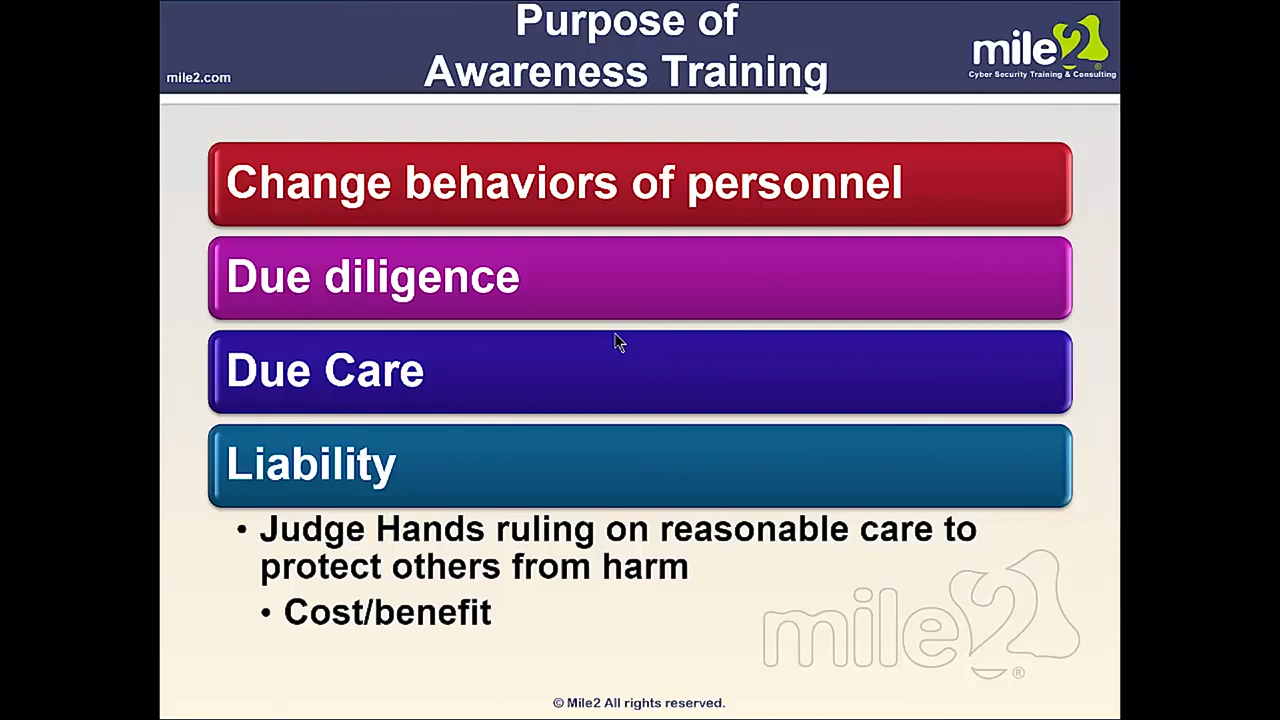 Purpose of
Awareness Training
mile2.com
mile2
®
Cyber Security Training & Consulting
Change behaviors of personnel
Due diligence
Due Care
Liability
• Judge Hands ruling on reasonable care to
protect others from harm
• Cost/benefit
mile2
®
© Mile2 All rights reserved.